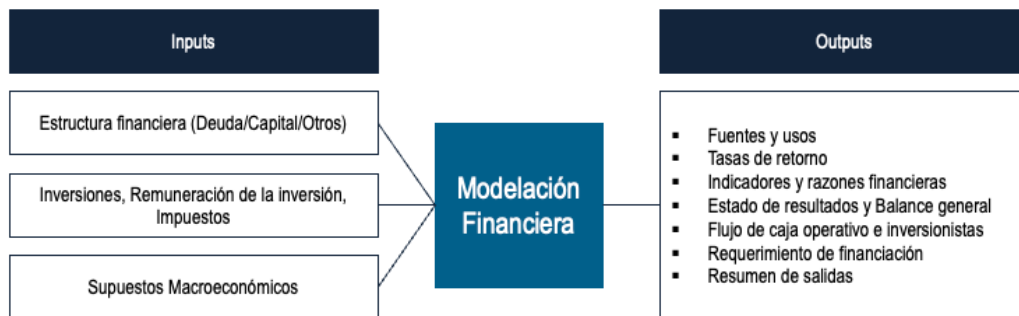 Inputs
Estructura financiera (Deuda/Capital/Otros)
Inversiones, Remuneración de la inversión,
Impuestos
Supuestos Macroeconómicos
Modelación
Financiera
Outputs
▪ Fuentes y usos
▪ Tasas de retorno
▪ Indicadores y razones financieras
▪ Estado de resultados y Balance general
▪ Flujo de caja operativo e inversionistas
▪ Requerimiento de financiación
▪ Resumen de salidas